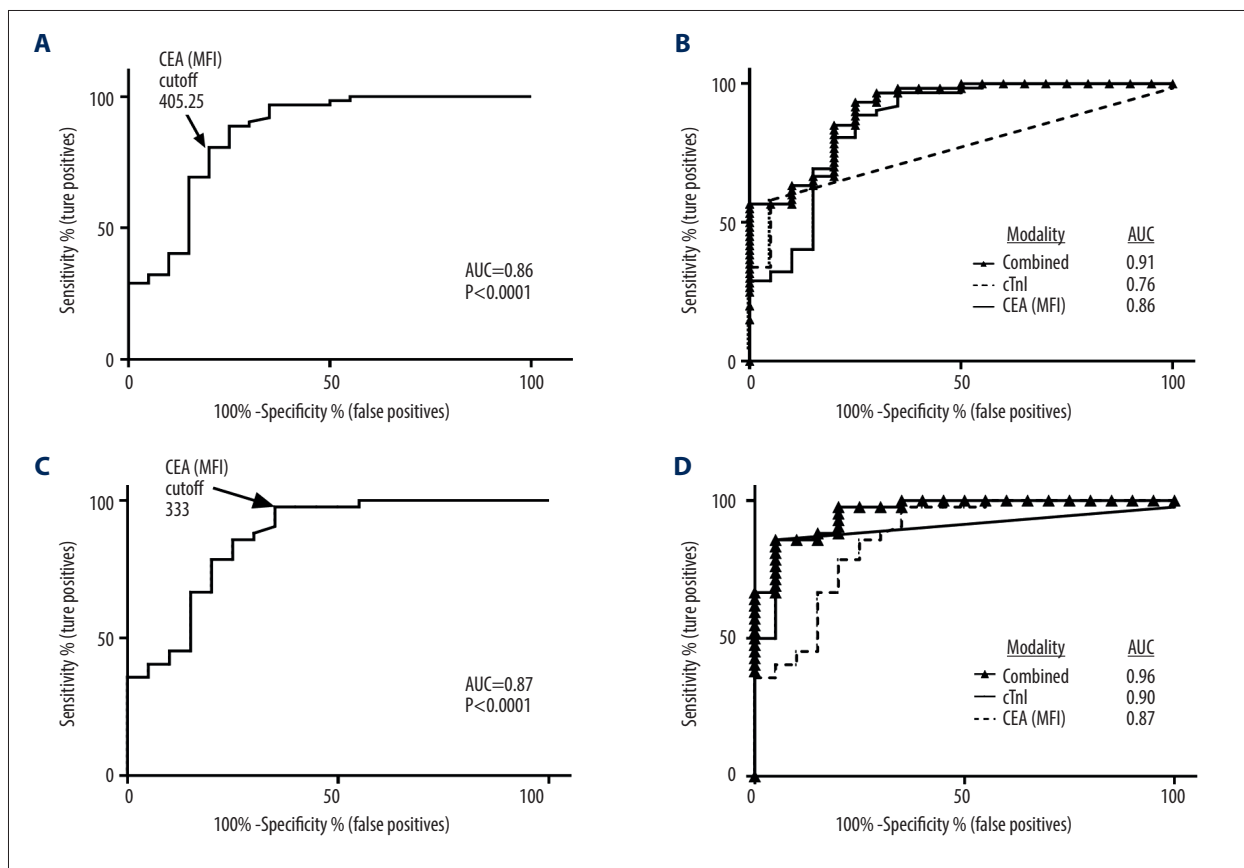 A
CEA (MFI)
cutoff
405.25
100
50
0
Sensitivity % (ture positives)
AUC=0.86
P<0.0001
0 50 100
100% -Specificity % (false positives)
B
100
50
0
Sensitivity % (ture positives)
Modality AUC
Combined 0.91
cTnl 0.76
CEA (MFI) 0.86
0 50 100
100% -Specificity % (false positives)
C
CEA (MFI)
cutoff
333
100
50
0
Sensitivity % (ture positives)
AUC=0.87
P<0.0001
0 50 100
100% -Specificity % (false positives)
D
100
50
0
Sensitivity % (ture positives)
Modality AUC
Combined 0.96
cTnl 0.90
CEA (MFI) 0.87
0 50 100
100% -Specificity % (false positives)